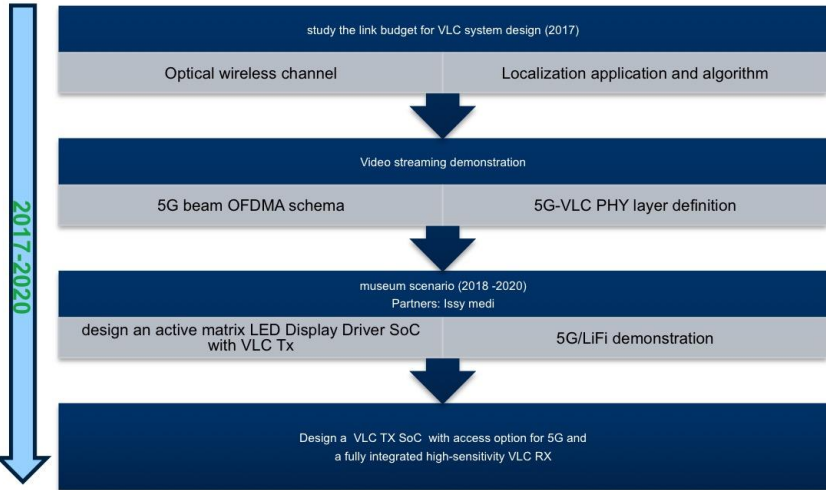 study the link budget for VLC system design (2017)
Optical wireless channel
Localization application and algorithm
Video streaming demonstration
5G beam OFDMA schema
5G-VLC PHY layer definition
2017-2020
museum scenario (2018 -2020)
Partners: Issy medi
design an active matrix LED Display Driver SoC
with VLC Tx
5G/LiFi demonstration
Design a VLC TX SoC with access option for 5G and
a fully integrated high-sensitivity VLC RX